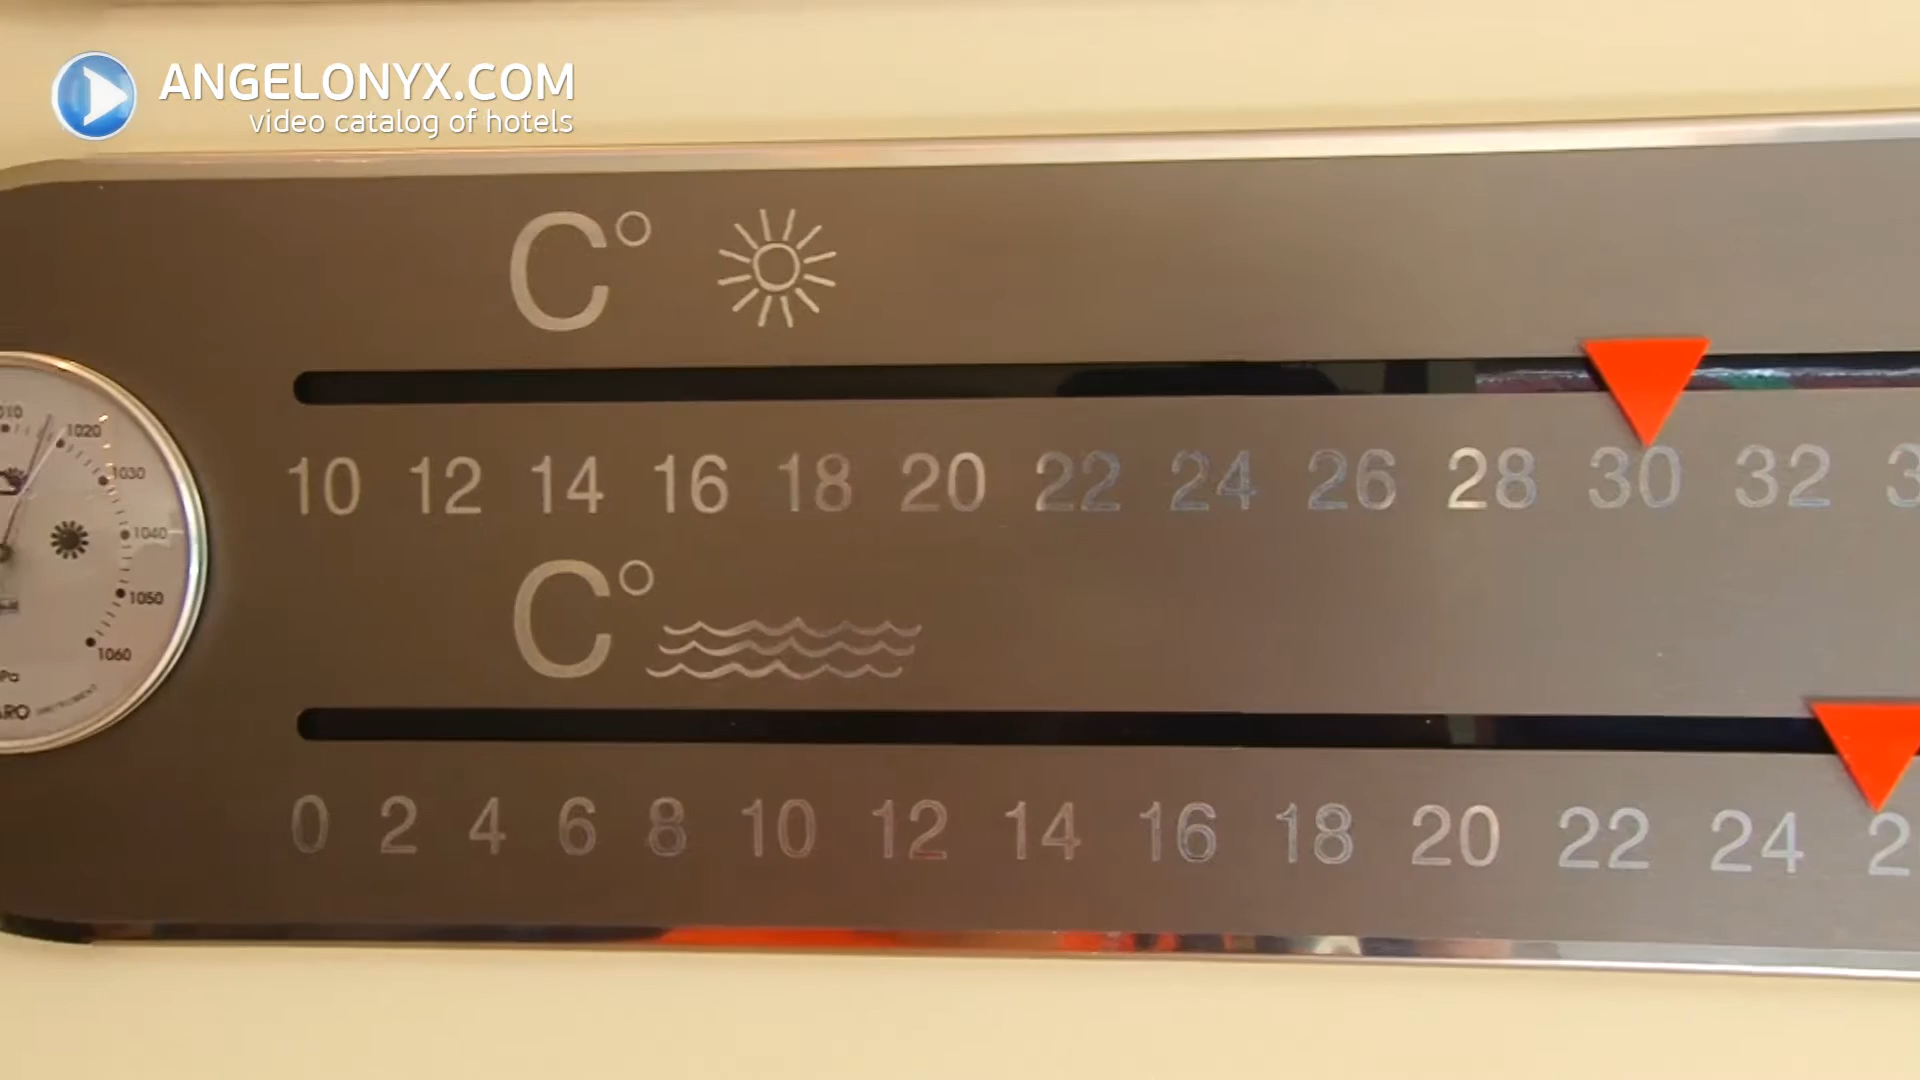 ANGELONYX.COM
video catalog of hotels
C°
10 12 14 16 18 20 22 24 26 28 30 32
C°
0 2 4 6 8 10 12 14 16 18 20 22 24
1020
1030
1040
1050
1060